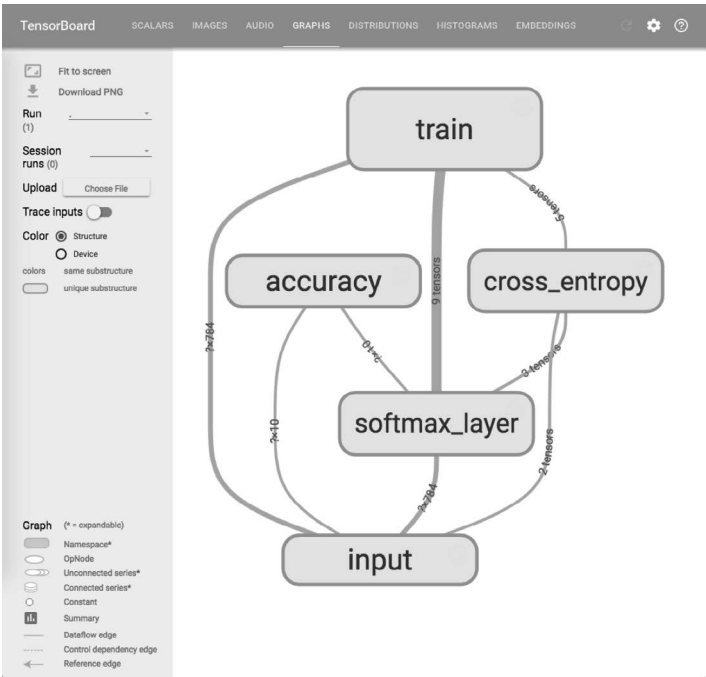 TensorBoard SCALARS IMAGES AUDIO GRAPHS DISTRIBUTIONS HISTOGRAMS EMBEDDINGS
Fit to screen
Download PNG
Run
(1)
.
Session
runs (0)
Upload Choose File
Trace inputs
Color Structure
Device
colors same substructure
unique substructure
train
6 tensors
accuracy
9 tensors
cross_entropy
?×784
?×10
3 tensors
softmax_layer
?×10
2 tensors
?×784
input
Graph (* = expandable)
Namespace*
OpNode
Unconnected series*
Connected series*
Constant
Summary
Dataflow edge
Control dependency edge
Reference edge